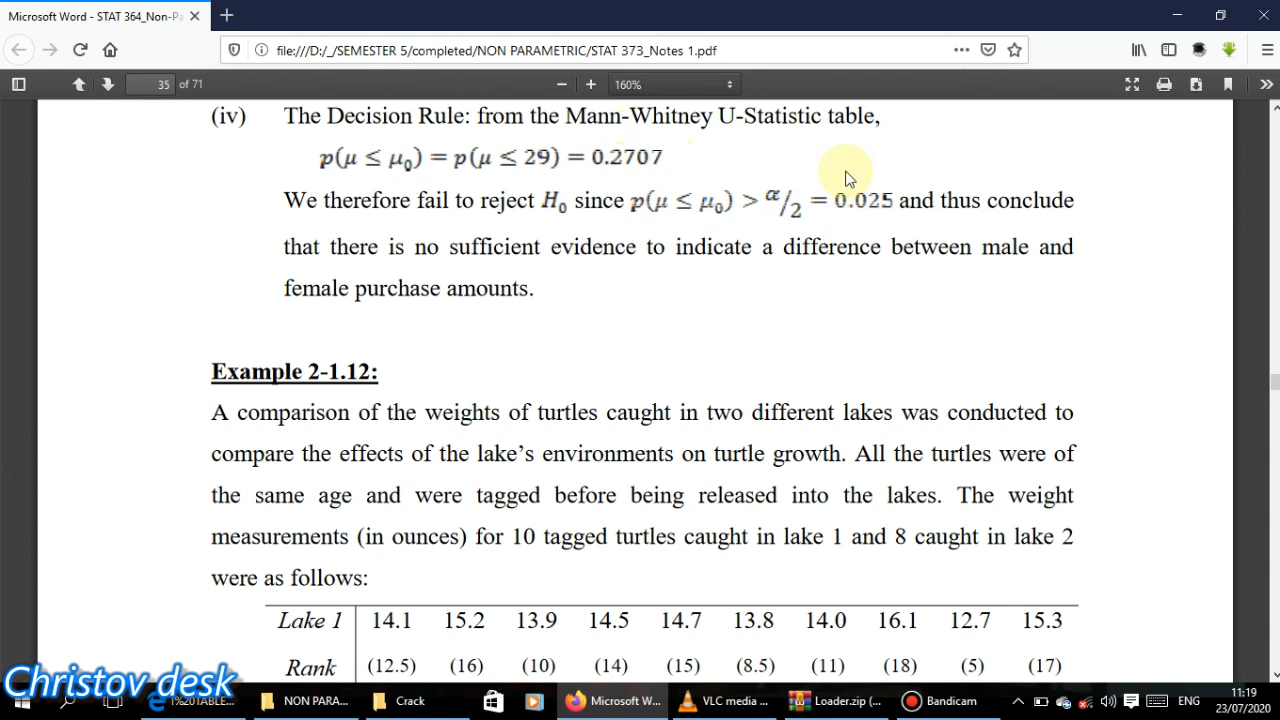 Microsoft Word - STAT 364_Non-Pa
file:///D:/_/SEMESTER 5/completed/NON PARAMETRIC/STAT 373_Notes 1.pdf
35 of 71
160%
(iv) The Decision Rule: from the Mann-Whitney U-Statistic table,
p(μ ≤ μ₀) = p(μ ≤ 29) = 0.2707
We therefore fail to reject H₀ since p(μ ≤ μ₀) > α/2 = 0.025 and thus conclude
that there is no sufficient evidence to indicate a difference between male and
female purchase amounts.
Example 2-1.12:
A comparison of the weights of turtles caught in two different lakes was conducted to
compare the effects of the lake's environments on turtle growth. All the turtles were of
the same age and were tagged before being released into the lakes. The weight
measurements (in ounces) for 10 tagged turtles caught in lake 1 and 8 caught in lake 2
were as follows:
Lake 1 14.1 15.2 13.9 14.5 14.7 13.8 14.0 16.1 12.7 15.3
Rank (12.5) (16) (10) (14) (15) (8.5) (11) (18) (5) (17)
Christov desk
1%20TABLE... NON PARA... Crack Microsoft W... VLC media ... Loader.zip (... Bandicam ENG
11:19
23/07/2020